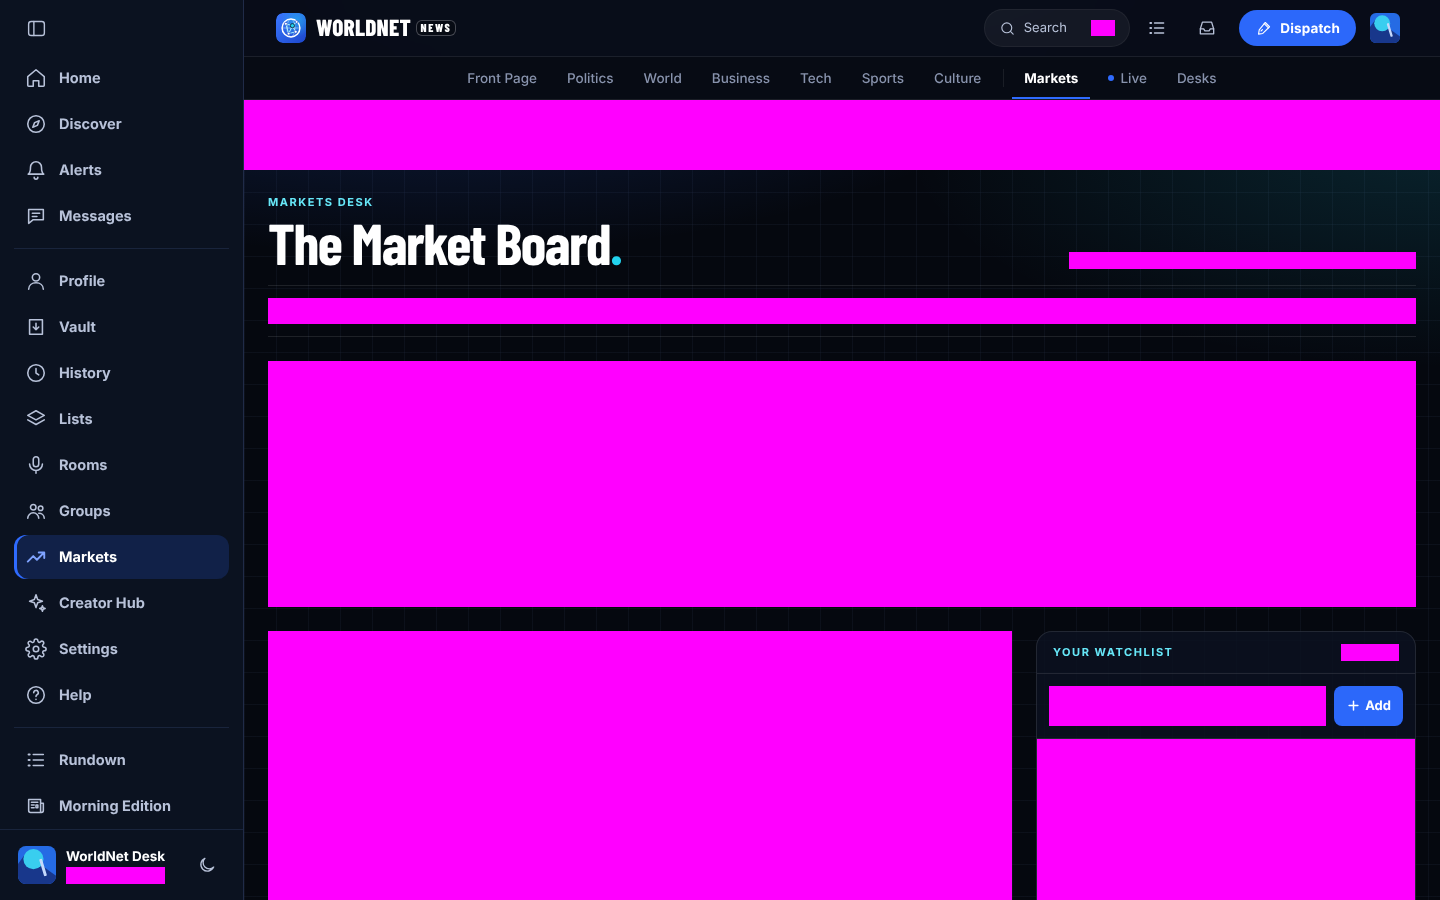 WORLDNET NEWS
Search
Dispatch
Home
Discover
Alerts
Messages
Profile
Vault
History
Lists
Rooms
Groups
Markets
Creator Hub
Settings
Help
Rundown
Morning Edition
WorldNet Desk
Front Page
Politics
World
Business
Tech
Sports
Culture
Markets
Live
Desks
MARKETS DESK
The Market Board.
YOUR WATCHLIST
Add